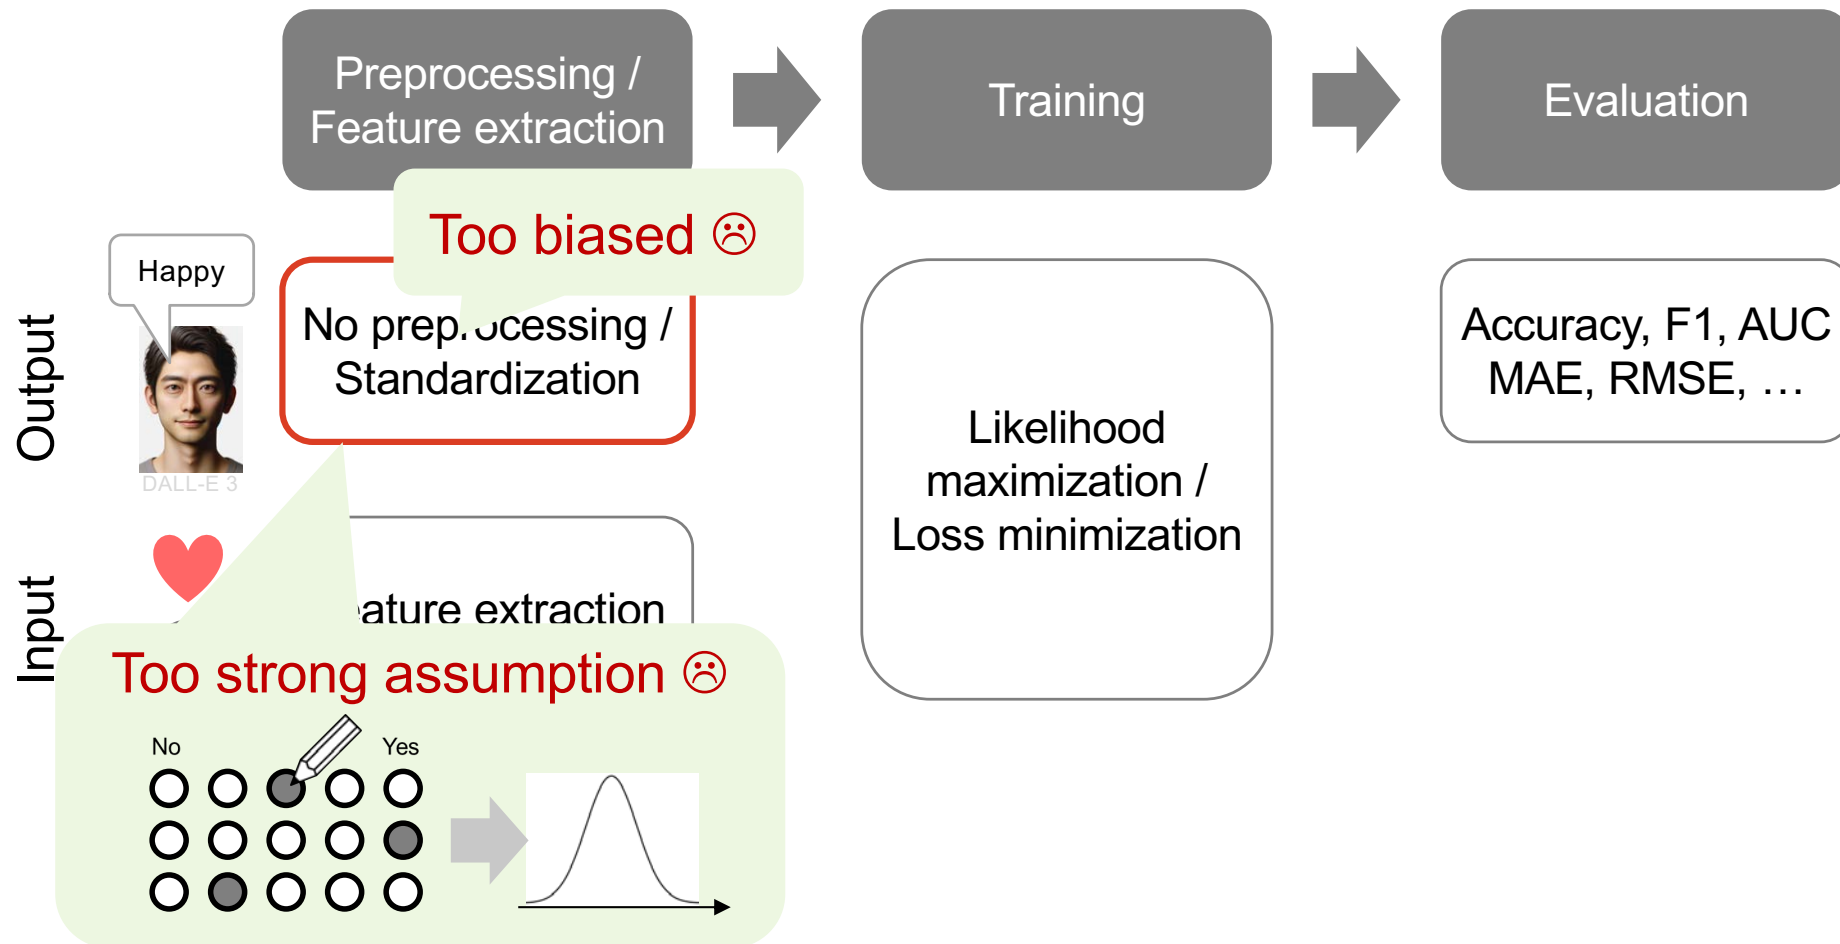 Preprocessing /
Feature extraction
Training
Evaluation
Too biased ☹
Output
Happy
DALL-E 3
No preprocessing /
Standardization
Likelihood
maximization /
Loss minimization
Accuracy, F1, AUC
MAE, RMSE, …
Input
eature extraction
Too strong assumption ☹
No
Yes